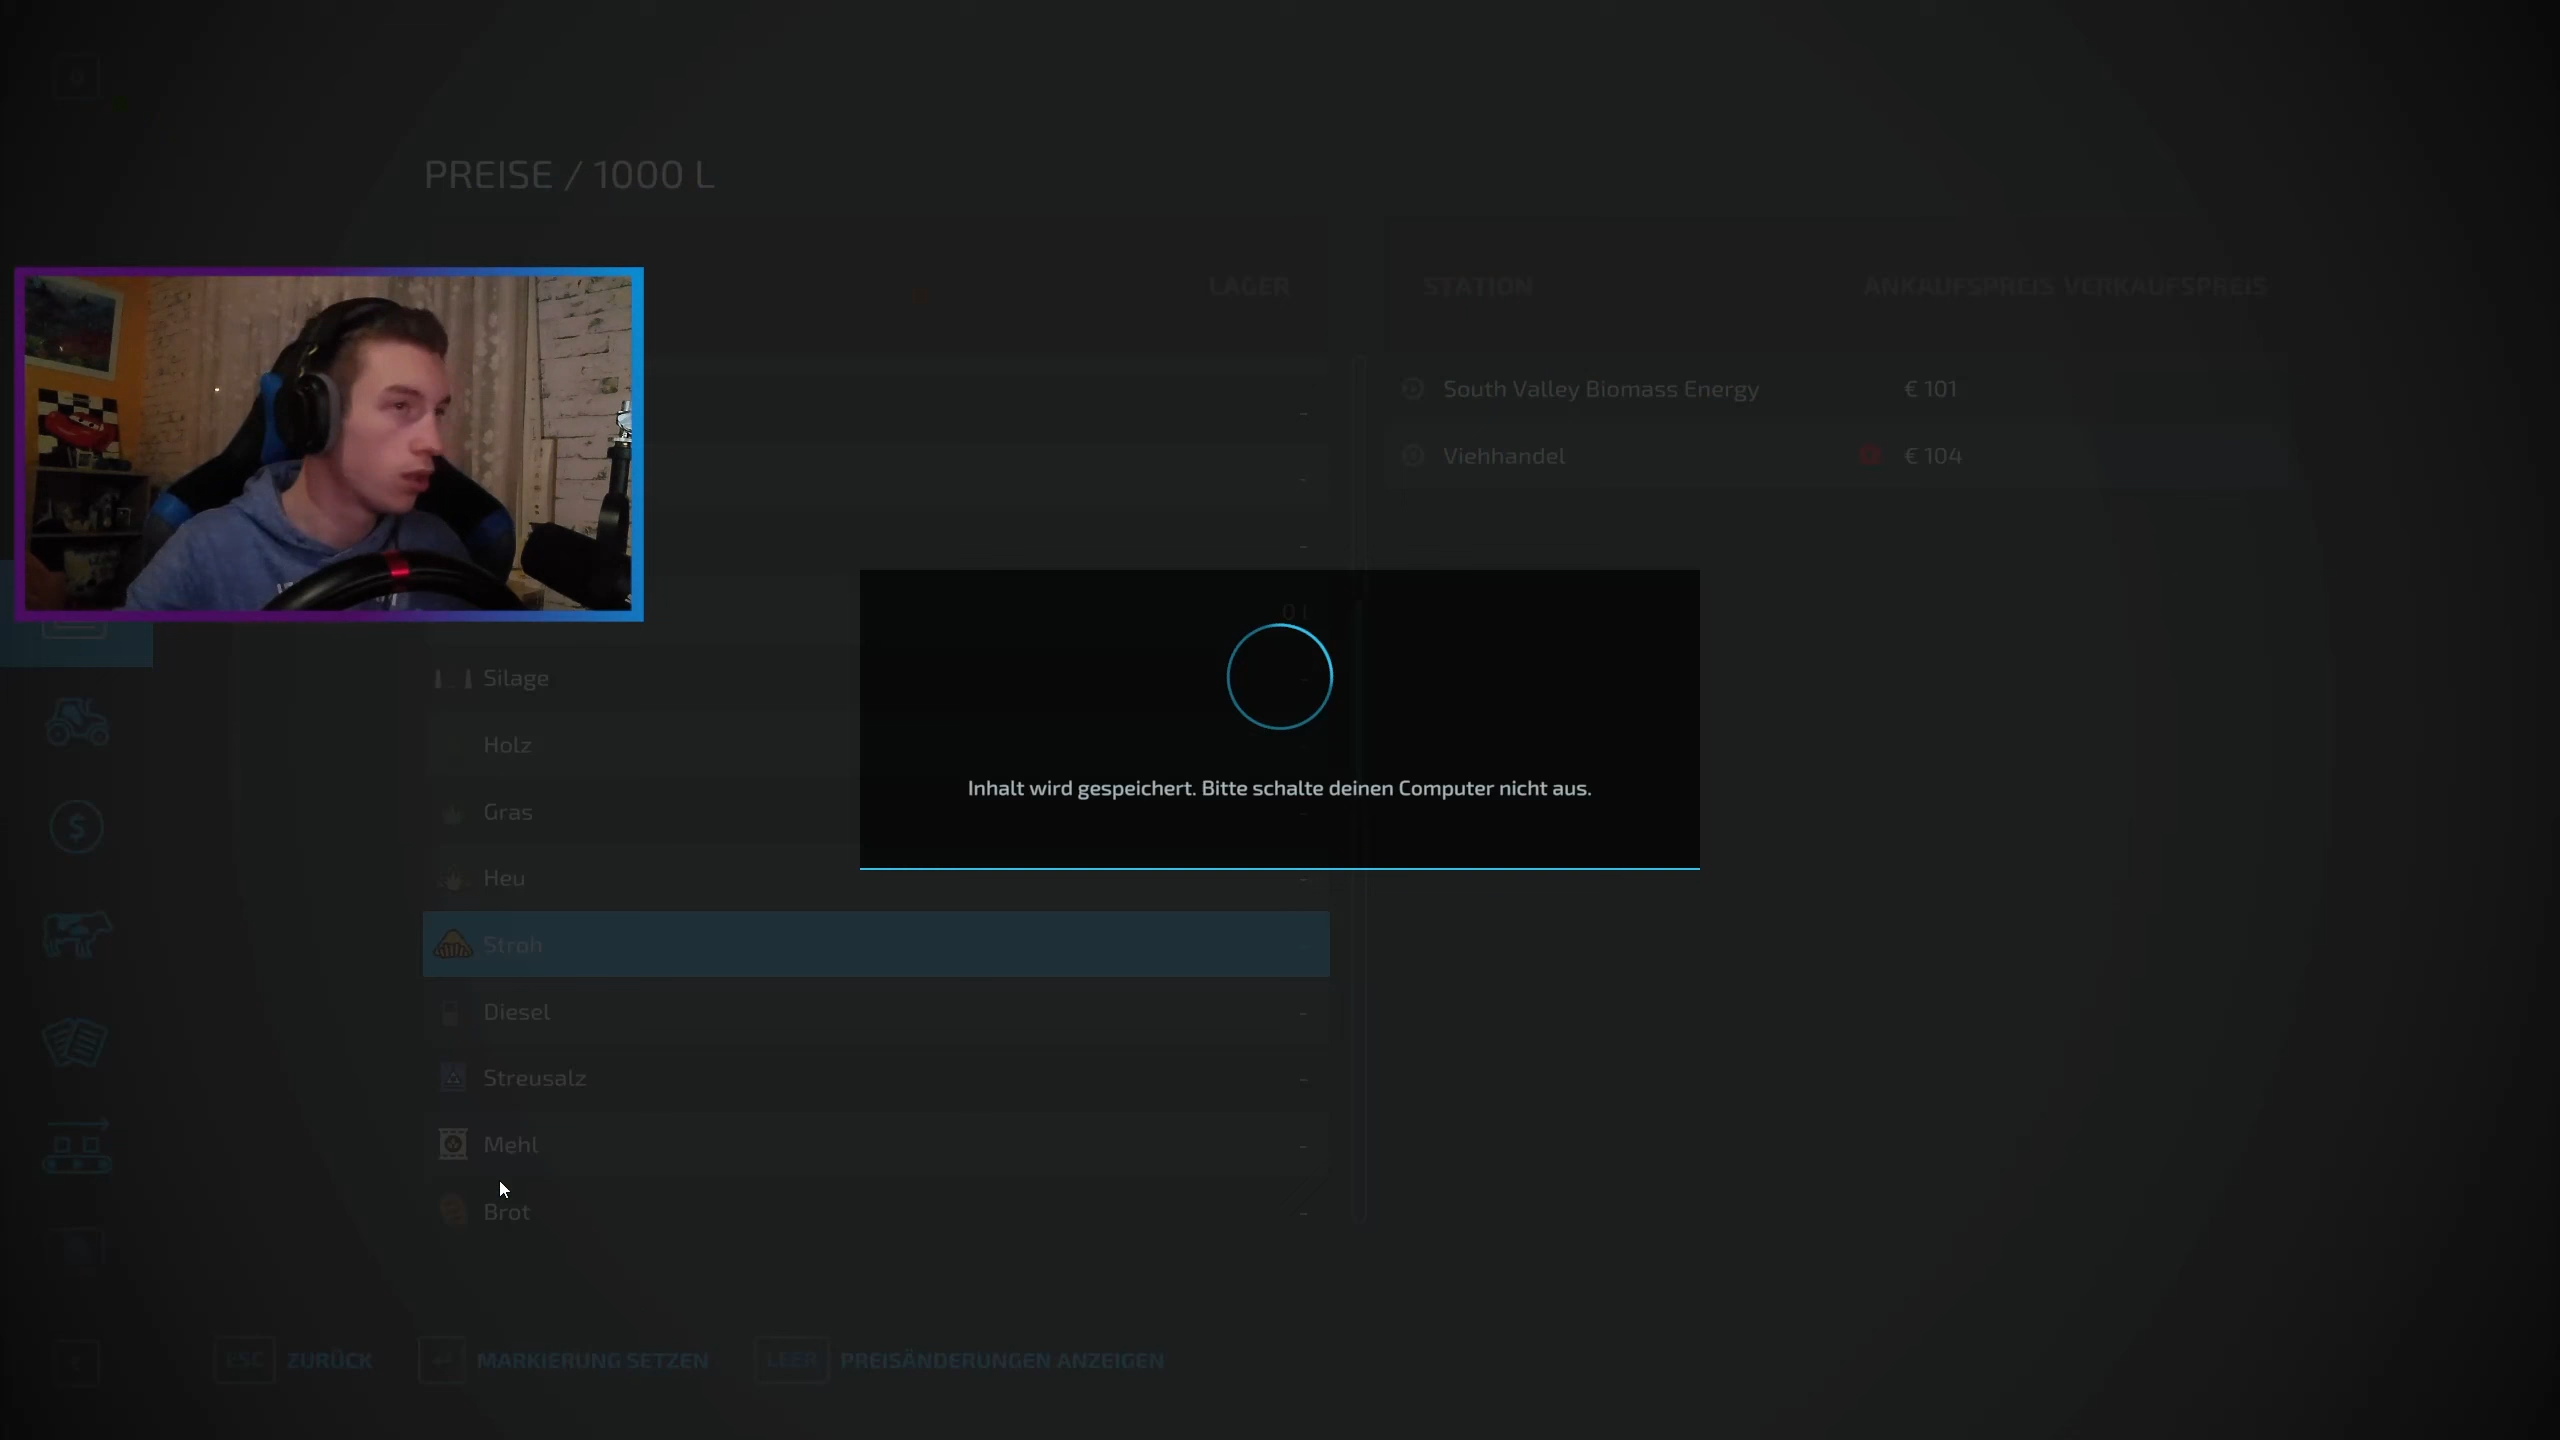 PREISE / 1000 L
LAGER
STATION ANKAUFSPREIS VERKAUFSPREIS
South Valley Biomass Energy € 101
Viehhandel € 104
0 l
Silage -
Holz
Gras -
Heu -
Stroh -
Diesel -
Streusalz -
Mehl -
Brot -
Inhalt wird gespeichert. Bitte schalte deinen Computer nicht aus.
ESC ZURÜCK MARKIERUNG SETZEN LEER PREISÄNDERUNGEN ANZEIGEN